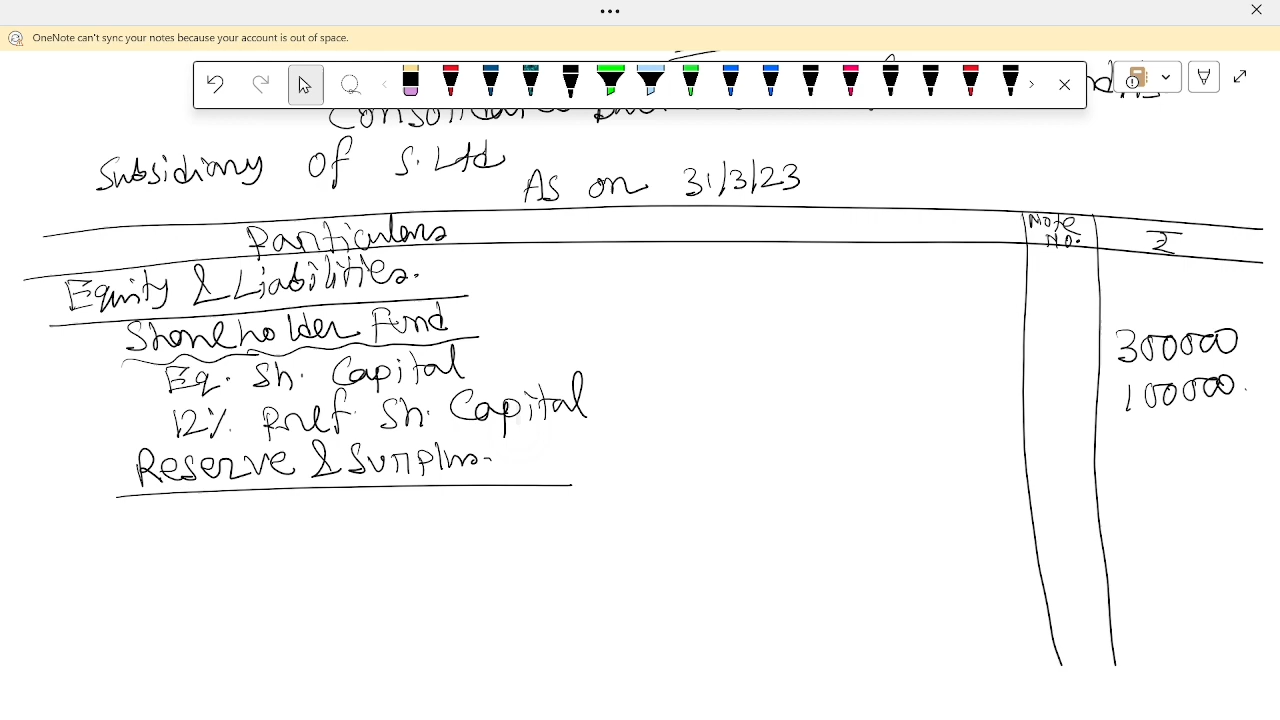 OneNote can't sync your notes because your account is out of space.
Consolidated
Subsidiary of S. Ltd
As on 31/3/23
Particulars Note No. ₹
Equity & Liabilities.
Shareholder Fund
Eq. Sh. Capital 300000
12% Pref Sh. Capital 100000.
Reserve & Surplus.